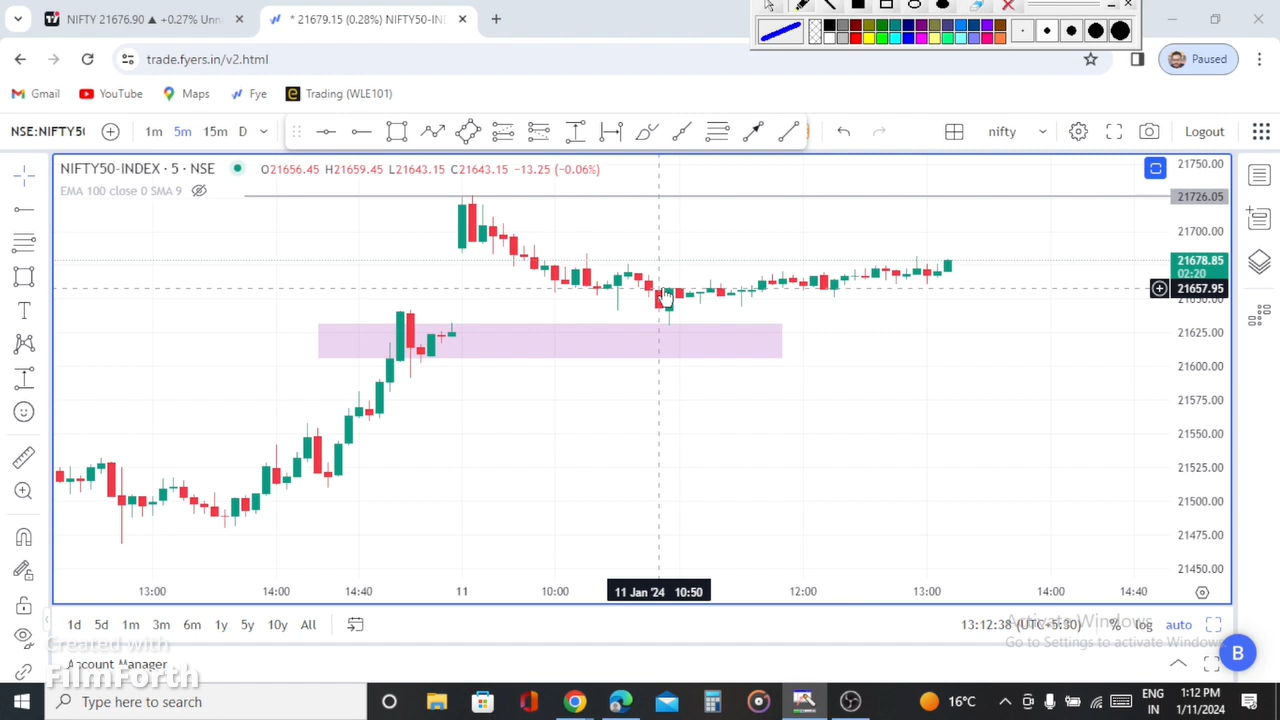 NIFTY 21676.90 ▲ +0.27% Unn
* 21679.15 (0.28%) NIFTY50-IN
trade.fyers.in/v2.html
Paused
Gmail
YouTube
Maps
Fye
Trading (WLE101)
NSE:NIFTY50
1m 5m 15m D
nifty
Logout
NIFTY50-INDEX · 5 · NSE
O21656.45 H21659.45 L21643.15 C21643.15 -13.25 (-0.06%)
EMA 100 close 0 SMA 9
21750.00
21726.05
21700.00
21678.85
02:20
21657.95
21650.00
21625.00
21600.00
21575.00
21550.00
21525.00
21500.00
21475.00
21450.00
13:00 14:00 14:40 11 10:00 11 Jan '24 10:50 12:00 13:00 14:00 14:40
1d 5d 1m 3m 6m 1y 5y 10y All
13:12:38 (UTC+5:30) % log auto
Activate Windows
Go to Settings to activate Windows
Created with
FilmForth
Account Manager
B
Type here to search
16°C
ENG
IN
1:12 PM
1/11/2024